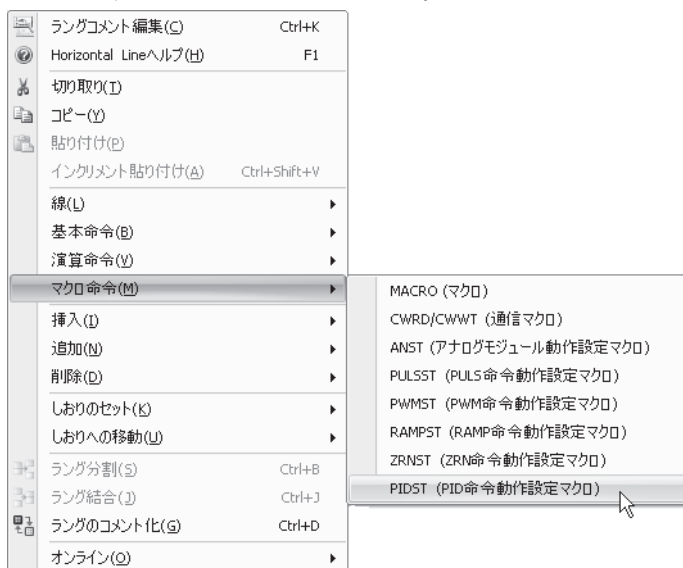 ラングコメント編集(C) Ctrl+K
Horizontal Lineヘルプ(H) F1
切り取り(T)
コピー(Y)
貼り付け(P)
インクリメント貼り付け(A) Ctrl+Shift+V
線(L)
基本命令(B)
演算命令(V)
マクロ命令(M)
MACRO (マクロ)
挿入(I)
CWRD/CWWT (通信マクロ)
追加(N)
ANST (アナログモジュール動作設定マクロ)
削除(D)
PULSST (PULS命令動作設定マクロ)
しおりのセット(K)
PWMST (PWM命令動作設定マクロ)
しおりへの移動(U)
RAMPST (RAMP命令動作設定マクロ)
ラング分割(S) Ctrl+B
ZRNST (ZRN命令動作設定マクロ)
ラング結合(J) Ctrl+J
PIDST (PID命令動作設定マクロ)
ラングのコメント化(G) Ctrl+D
オンライン(O)